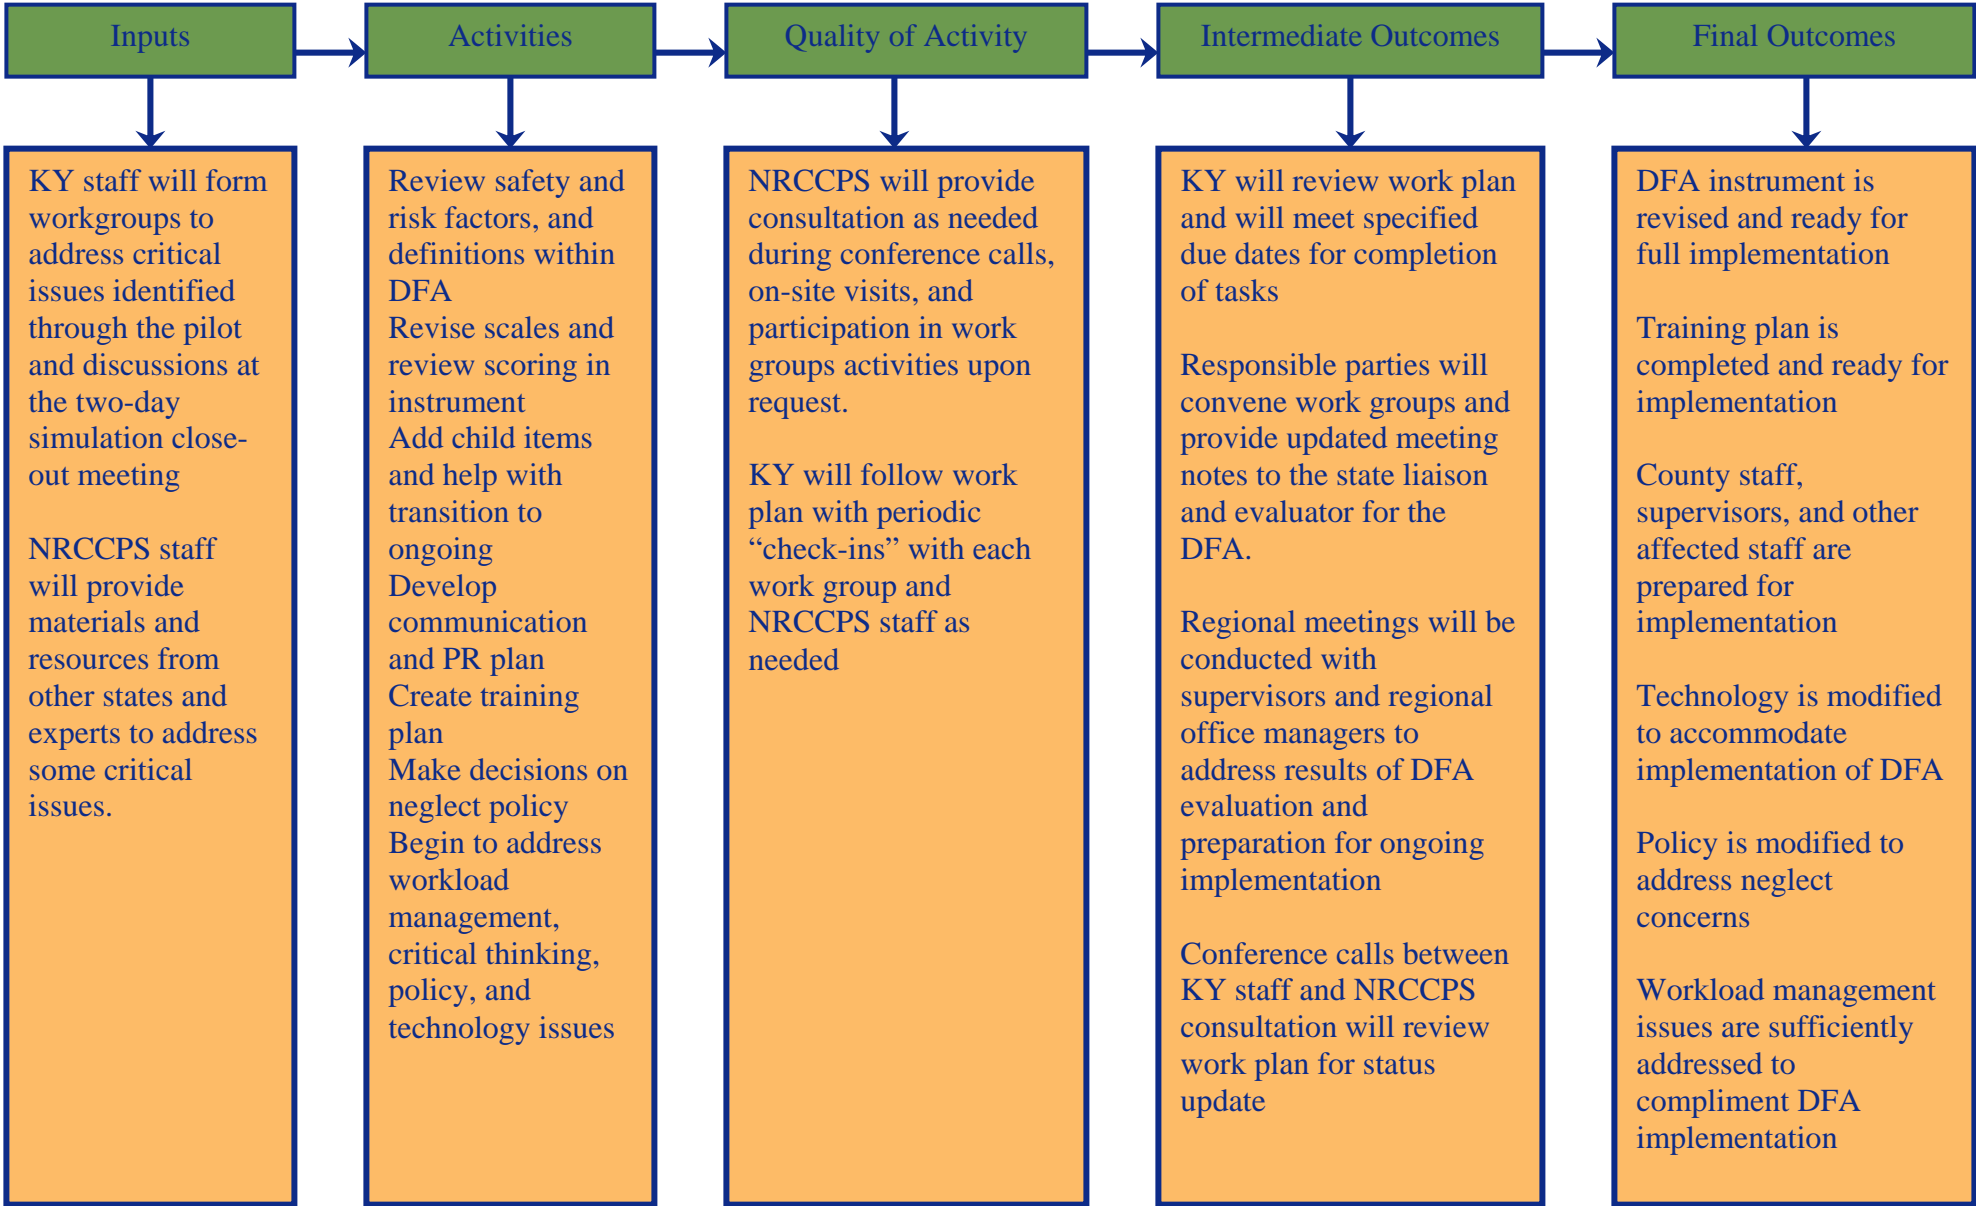 Inputs
Activities
Quality of Activity
Intermediate Outcomes
Final Outcomes
KY staff will form
workgroups to
address critical
issues identified
through the pilot
and discussions at
the two-day
simulation close-
out meeting
NRCCPS staff
will provide
materials and
resources from
other states and
experts to address
some critical
issues.
Review safety and
risk factors, and
definitions within
DFA
Revise scales and
review scoring in
instrument
Add child items
and help with
transition to
ongoing
Develop
communication
and PR plan
Create training
plan
Make decisions on
neglect policy
Begin to address
workload
management,
critical thinking,
policy, and
technology issues
NRCCPS will provide
consultation as needed
during conference calls,
on-site visits, and
participation in work
groups activities upon
request.
KY will follow work
plan with periodic
“check-ins” with each
work group and
NRCCPS staff as
needed
KY will review work plan
and will meet specified
due dates for completion
of tasks
Responsible parties will
convene work groups and
provide updated meeting
notes to the state liaison
and evaluator for the
DFA.
Regional meetings will be
conducted with
supervisors and regional
office managers to
address results of DFA
evaluation and
preparation for ongoing
implementation
Conference calls between
KY staff and NRCCPS
consultation will review
work plan for status
update
DFA instrument is
revised and ready for
full implementation
Training plan is
completed and ready for
implementation
County staff,
supervisors, and other
affected staff are
prepared for
implementation
Technology is modified
to accommodate
implementation of DFA
Policy is modified to
address neglect
concerns
Workload management
issues are sufficiently
addressed to
compliment DFA
implementation